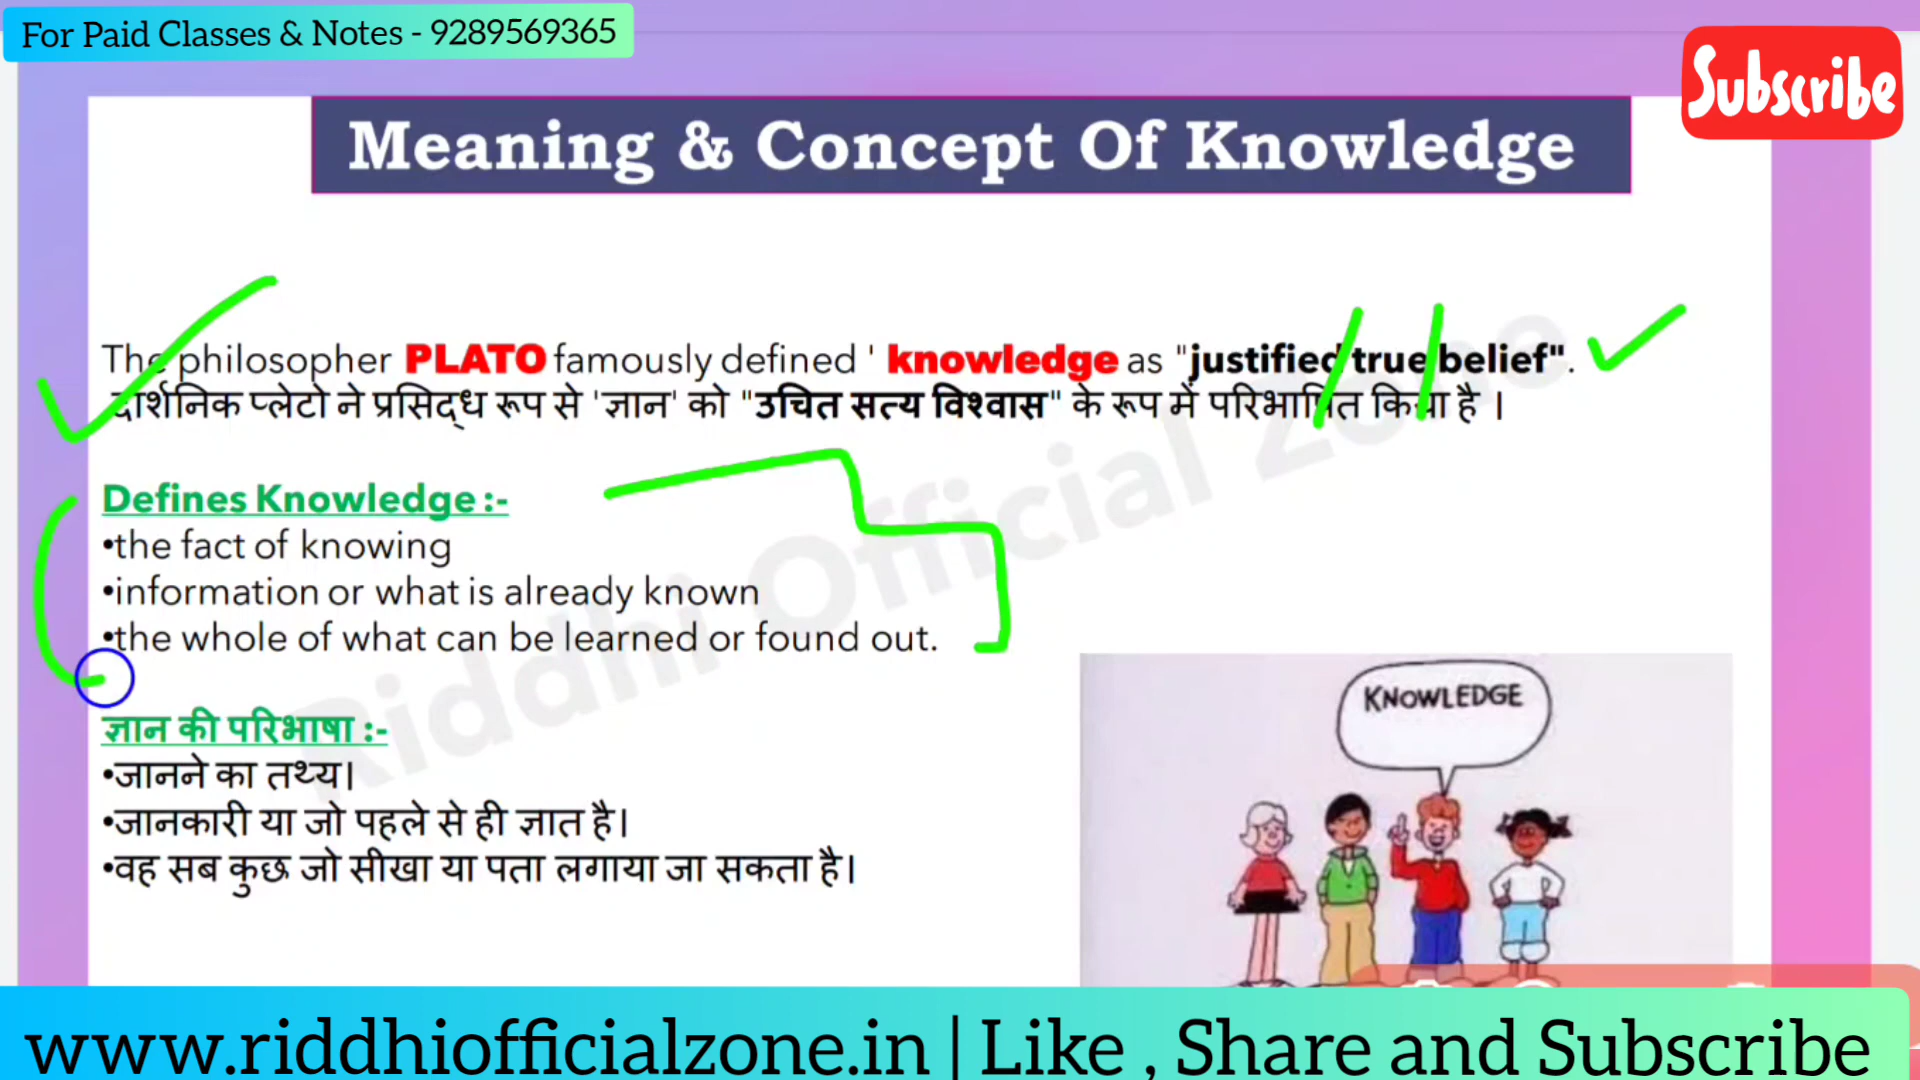 For Paid Classes & Notes - 9289569365
Subscribe
Meaning & Concept Of Knowledge
The philosopher PLATO famously defined ' knowledge as "justified true belief".
दार्शनिक प्लेटो ने प्रसिद्ध रूप से 'ज्ञान' को "उचित सत्य विश्वास" के रूप में परिभाषित किया है ।
Defines Knowledge :-
•the fact of knowing
•information or what is already known
•the whole of what can be learned or found out.
ज्ञान की परिभाषा :-
•जानने का तथ्य।
•जानकारी या जो पहले से ही ज्ञात है।
•वह सब कुछ जो सीखा या पता लगाया जा सकता है।
KNOWLEDGE
Riddhi Official Zone
www.riddhiofficialzone.in | Like , Share and Subscribe